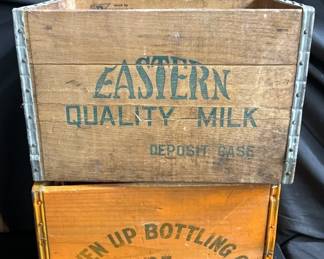 EASTERN
QUALITY MILK
DEPOSIT CASE
UP BOTTLING